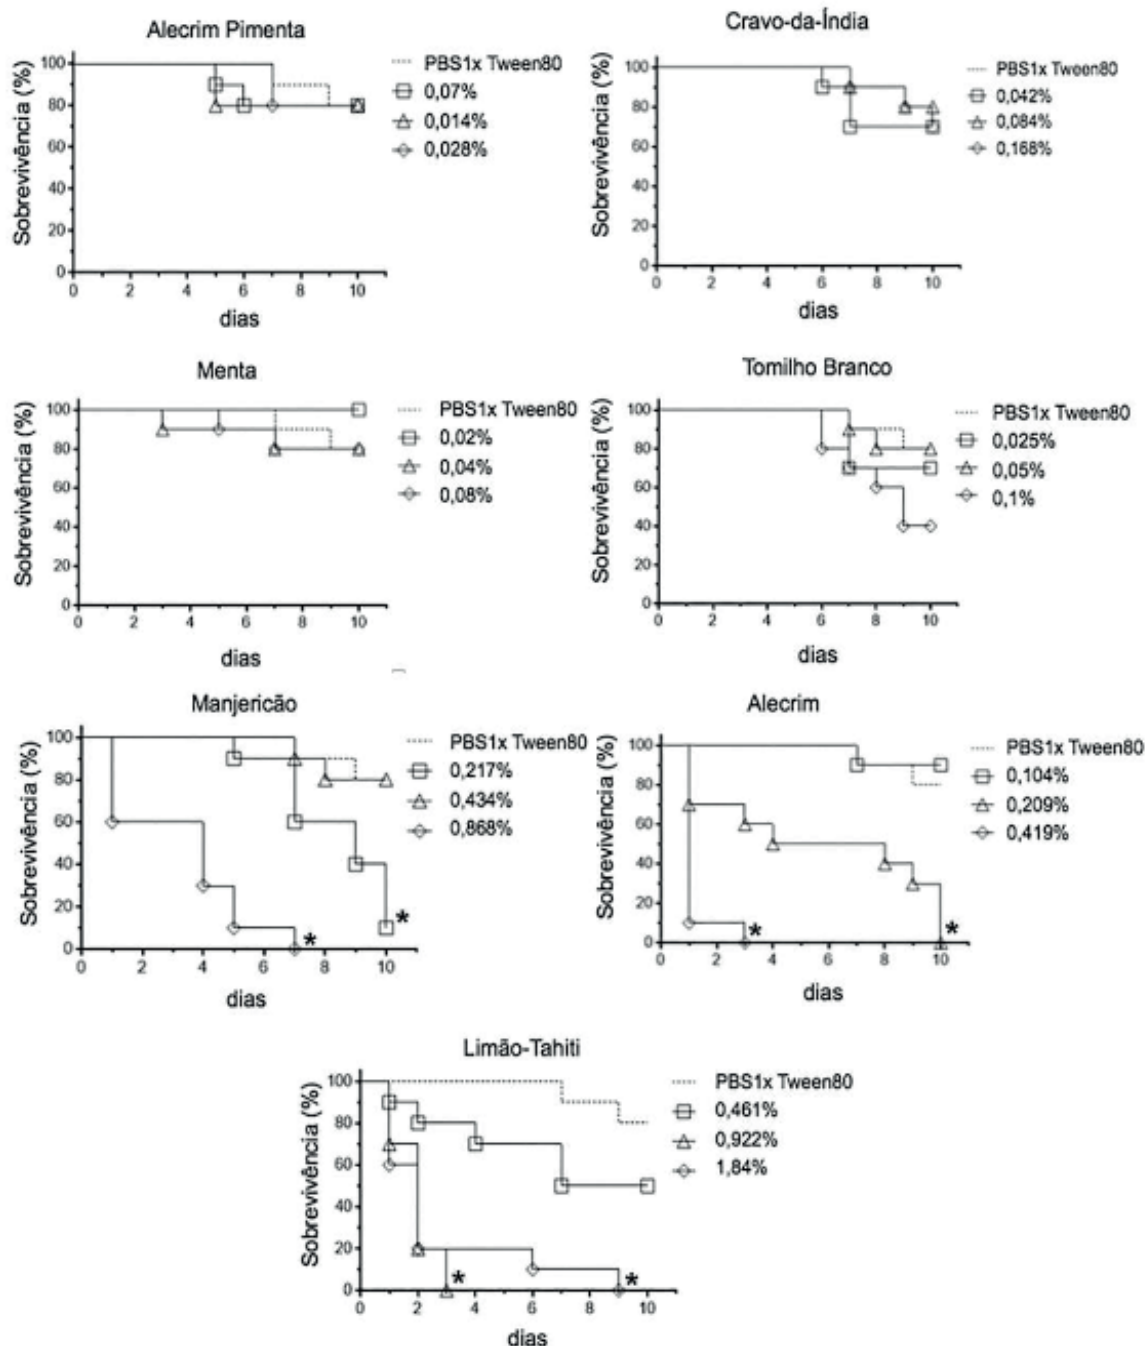 Alecrim Pimenta
Sobrevivência (%)
100
80
60
40
20
0
0 2 4 6 8 10
dias
PBS1x Tween80
0,07%
0,014%
0,028%
Cravo-da-Índia
Sobrevivência (%)
100
80
60
40
20
0
0 2 4 6 8 10
dias
PBS1x Tween80
0,042%
0,084%
0,168%
Menta
Sobrevivência (%)
100
80
60
40
20
0
0 2 4 6 8 10
dias
PBS1x Tween80
0,02%
0,04%
0,08%
Tomilho Branco
Sobrevivência (%)
100
80
60
40
20
0
0 2 4 6 8 10
dias
PBS1x Tween80
0,025%
0,05%
0,1%
Manjericão
Sobrevivência (%)
100
80
60
40
20
0
0 2 4 6 8 10
dias
PBS1x Tween80
0,217%
0,434%
0,868%
*
*
Alecrim
Sobrevivência (%)
100
80
60
40
20
0
0 2 4 6 8 10
dias
PBS1x Tween80
0,104%
0,209%
0,419%
*
*
Limão-Tahiti
Sobrevivência (%)
100
80
60
40
20
0
0 2 4 6 8 10
dias
PBS1x Tween80
0,461%
0,922%
1,84%
*
*